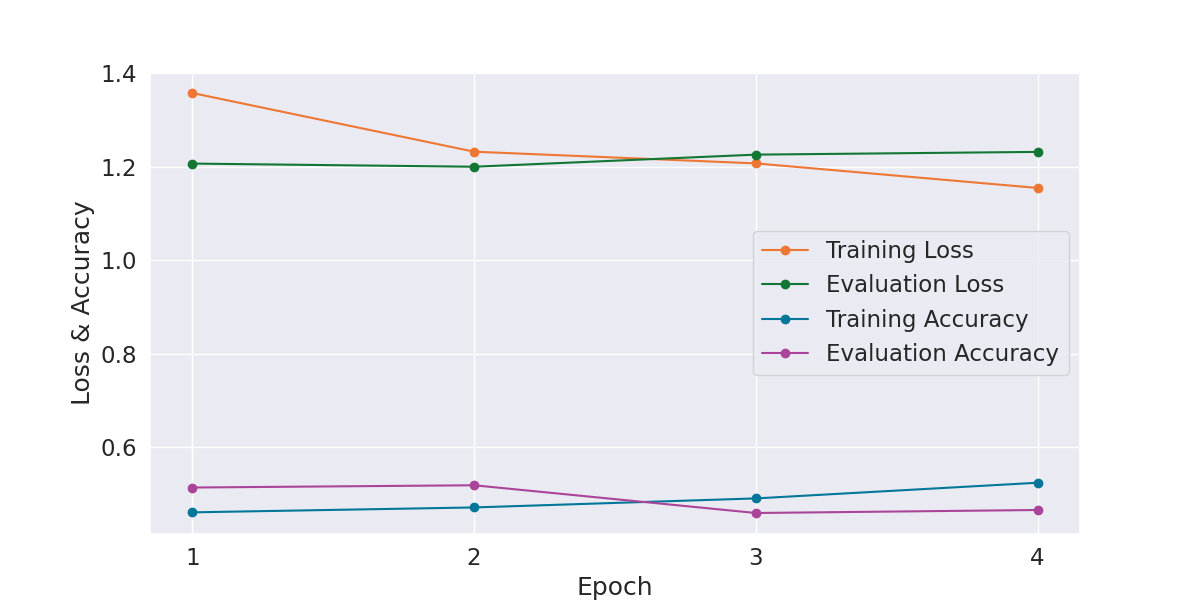 1.4
1.2
1.0
0.8
0.6
Loss & Accuracy
Training Loss
Evaluation Loss
Training Accuracy
Evaluation Accuracy
1 2 3 4
Epoch